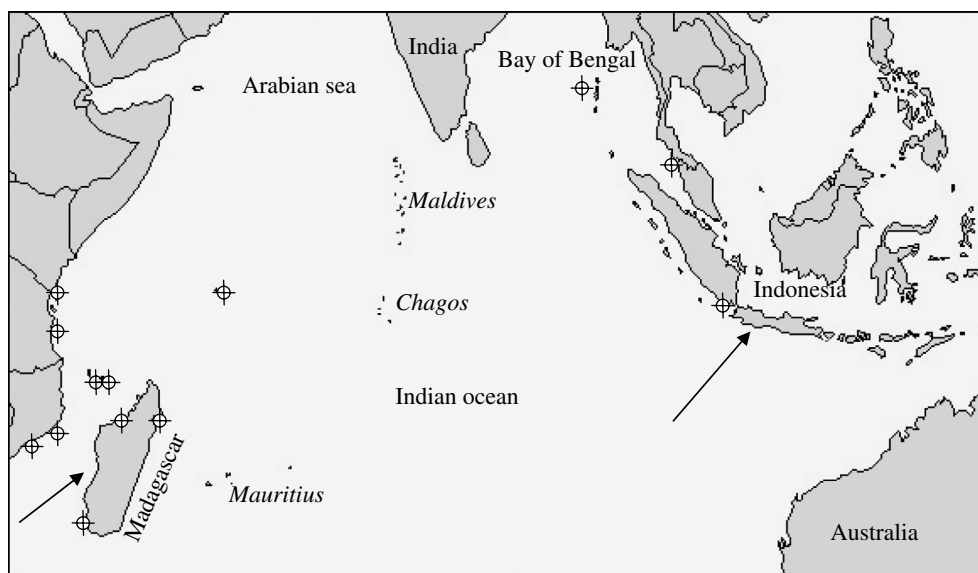 India
Bay of Bengal
Arabian sea
Maldives
Indonesia
Chagos
Indian ocean
Madagascar
Mauritius
Australia